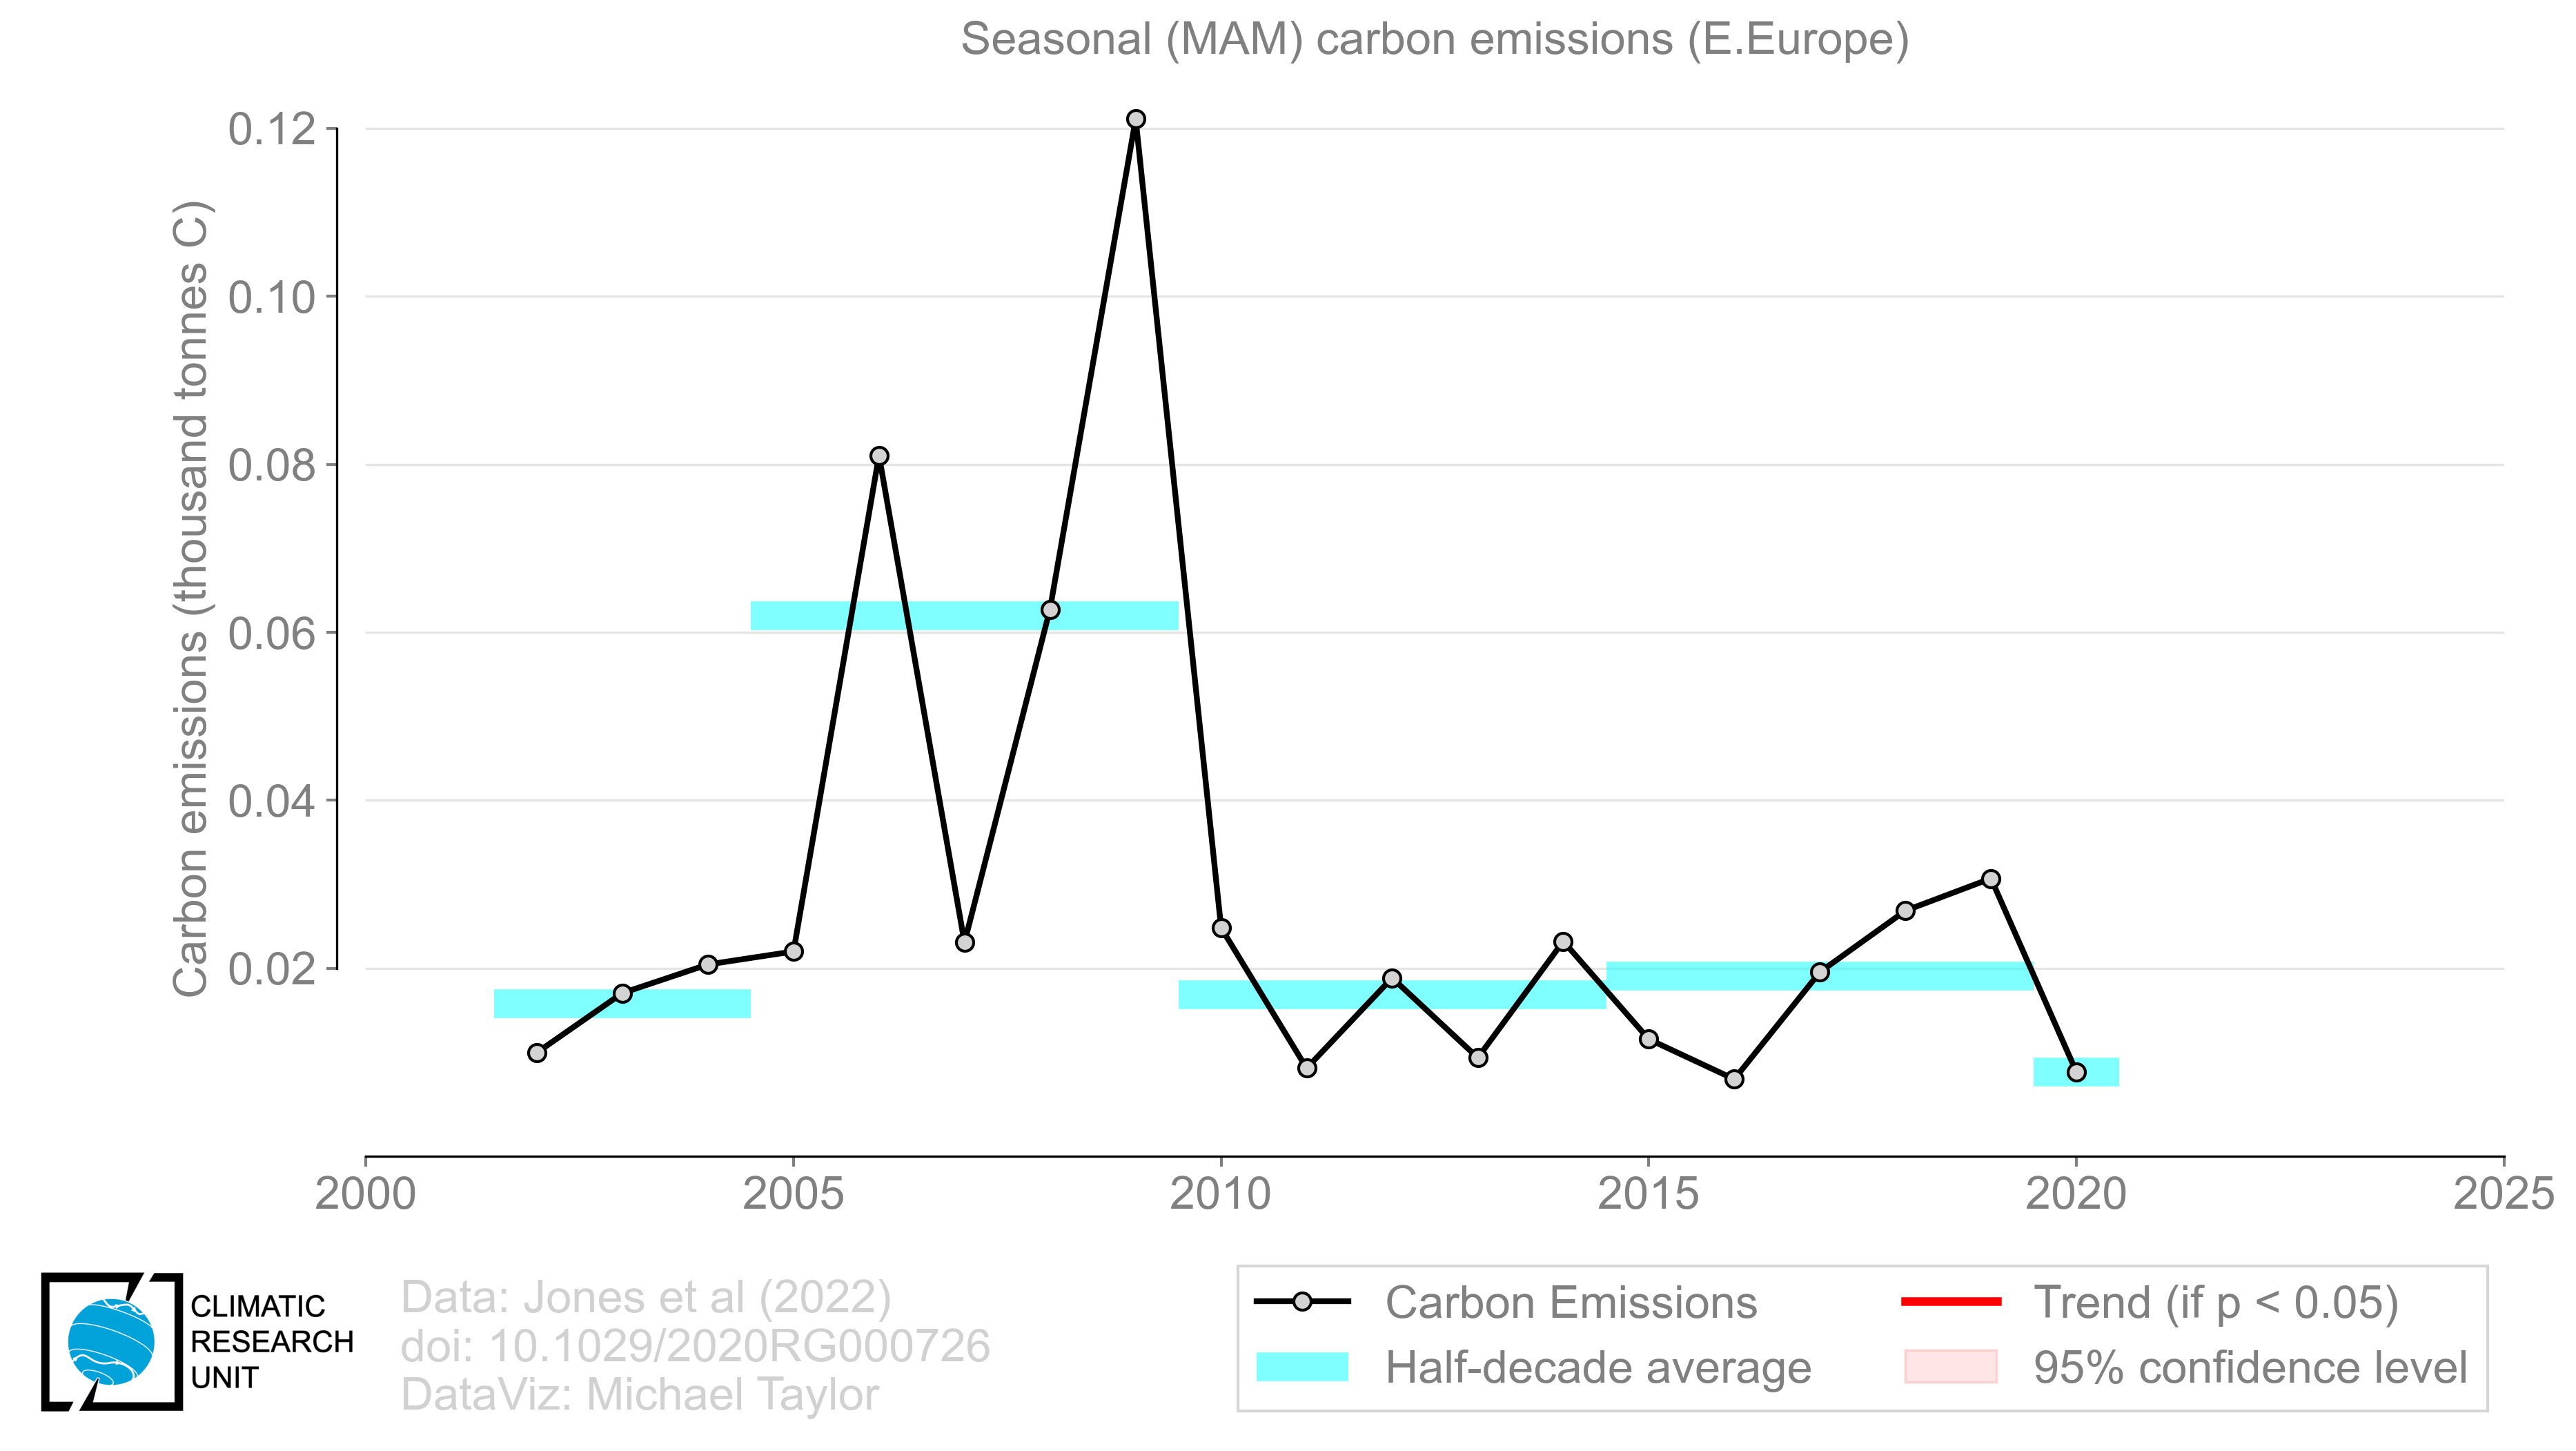 Seasonal (MAM) carbon emissions (E.Europe)
Carbon emissions (thousand tonnes C)
0.12
0.10
0.08
0.06
0.04
0.02
2000 2005 2010 2015 2020 2025
CLIMATIC
RESEARCH
UNIT
Data: Jones et al (2022)
doi: 10.1029/2020RG000726
DataViz: Michael Taylor
Carbon Emissions
Half-decade average
Trend (if p < 0.05)
95% confidence level